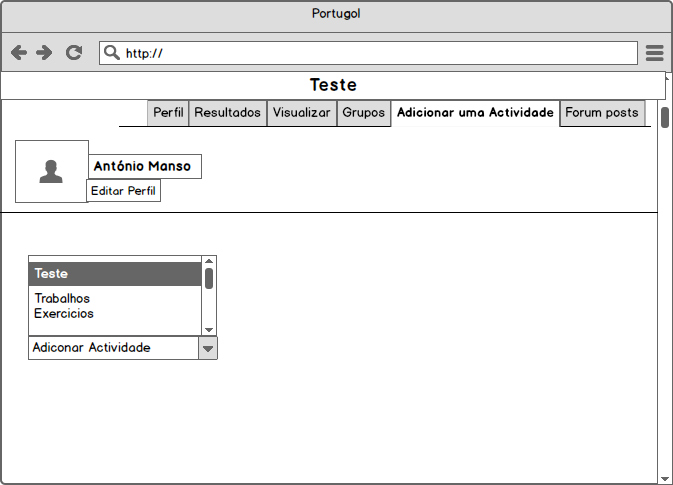 Portugol
http://
Teste
Perfil Resultados Visualizar Grupos Adicionar uma Actividade Forum posts
António Manso
Editar Perfil
Teste
Trabalhos
Exercicios
Adiconar Actividade